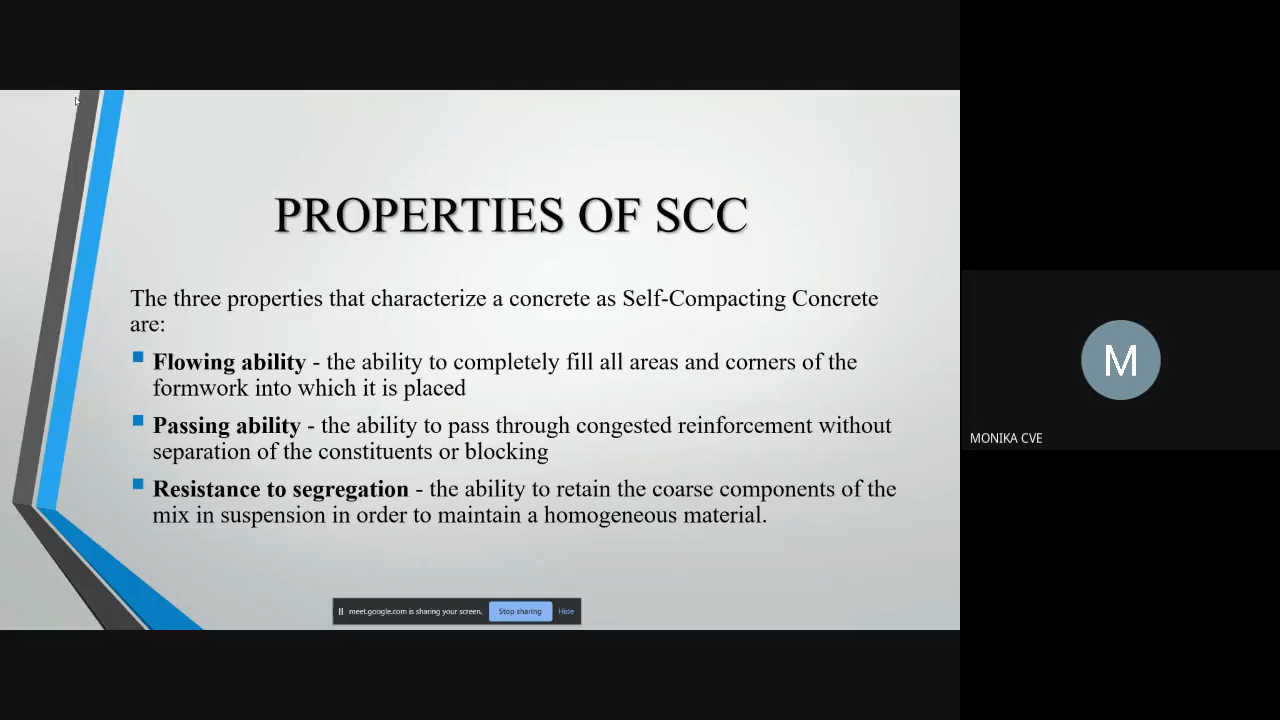 PROPERTIES OF SCC
The three properties that characterize a concrete as Self-Compacting Concrete
are:
Flowing ability - the ability to completely fill all areas and corners of the
formwork into which it is placed
Passing ability - the ability to pass through congested reinforcement without
separation of the constituents or blocking
Resistance to segregation - the ability to retain the coarse components of the
mix in suspension in order to maintain a homogeneous material.
meet.google.com is sharing your screen. Stop sharing Hide
M
MONIKA CVE